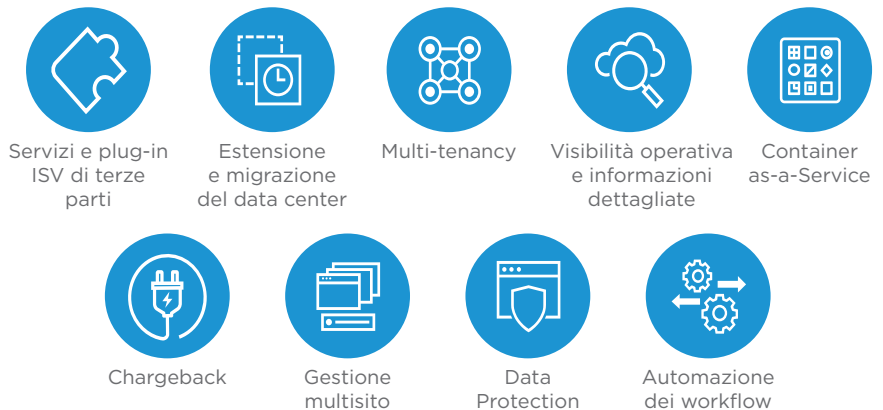 Servizi e plug-in
ISV di terze
parti
Estensione
e migrazione
del data center
Multi-tenancy
Visibilità operativa
e informazioni
dettagliate
Container
as-a-Service
Chargeback
Gestione
multisito
Data
Protection
Automazione
dei workflow